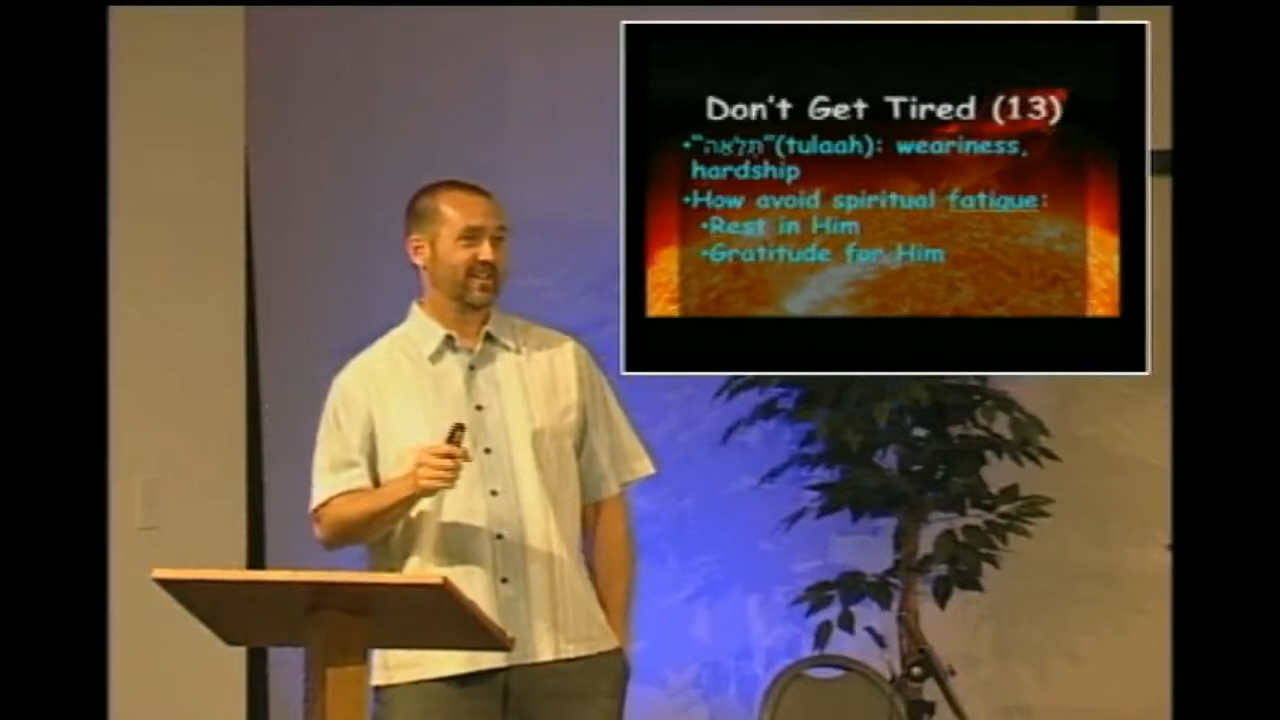 Don't Get Tired (13)
•"תלאה"(tulaah): weariness,
hardship
•How avoid spiritual fatigue:
•Rest in Him
•Gratitude for Him